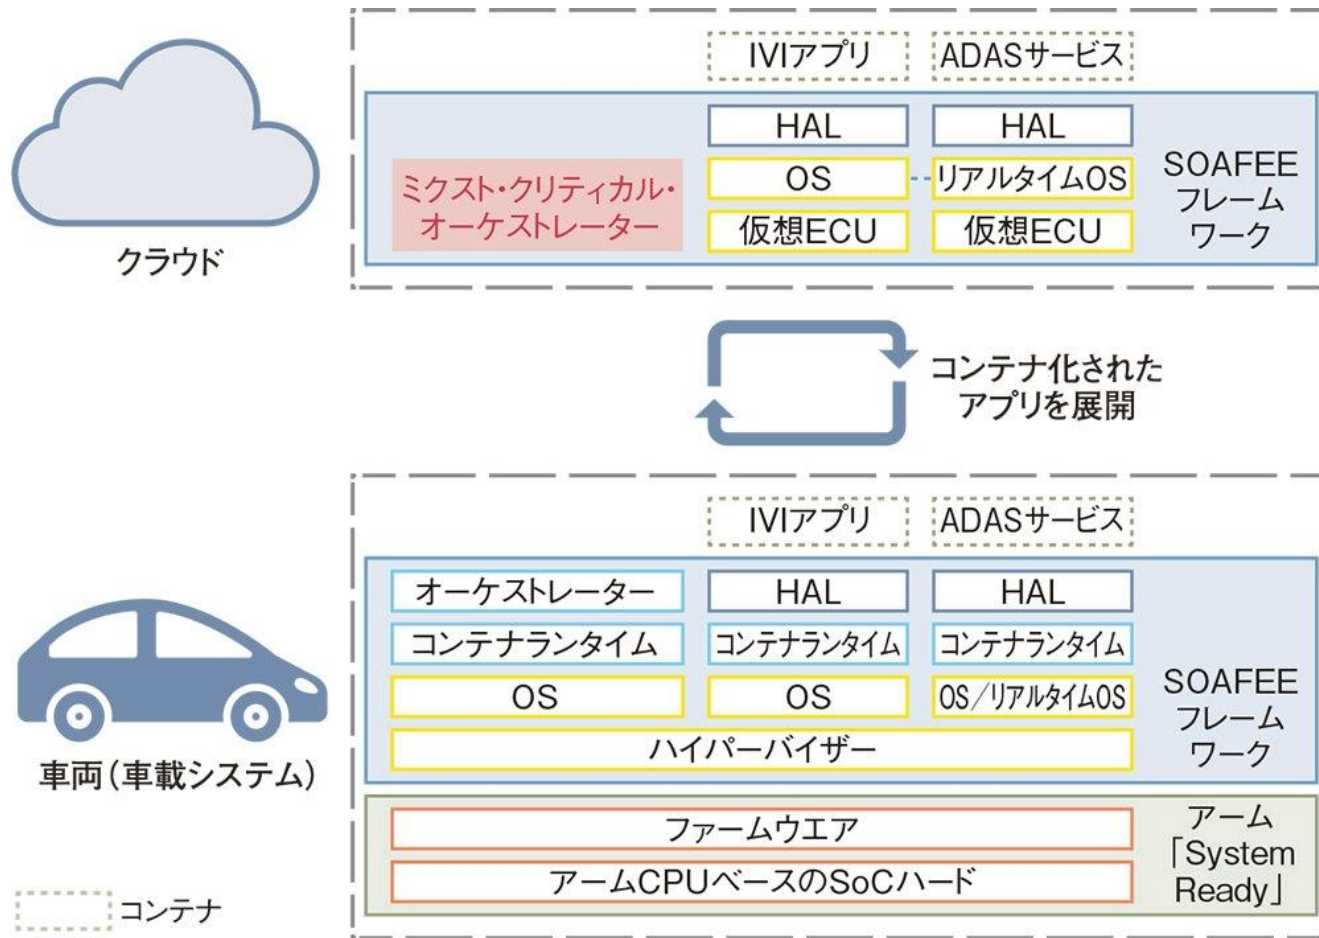 IVIアプリ
ADASサービス
HAL
HAL
ミクスト・クリティカル・
オーケストレーター
OS
リアルタイムOS
仮想ECU
仮想ECU
SOAFEE
フレーム
ワーク
クラウド
コンテナ化された
アプリを展開
IVIアプリ
ADASサービス
オーケストレーター
HAL
HAL
コンテナランタイム
コンテナランタイム
コンテナランタイム
OS
OS
OS/リアルタイムOS
ハイパーバイザー
SOAFEE
フレーム
ワーク
車両(車載システム)
ファームウエア
アームCPUベースのSoCハード
アーム
「System
Ready」
コンテナ